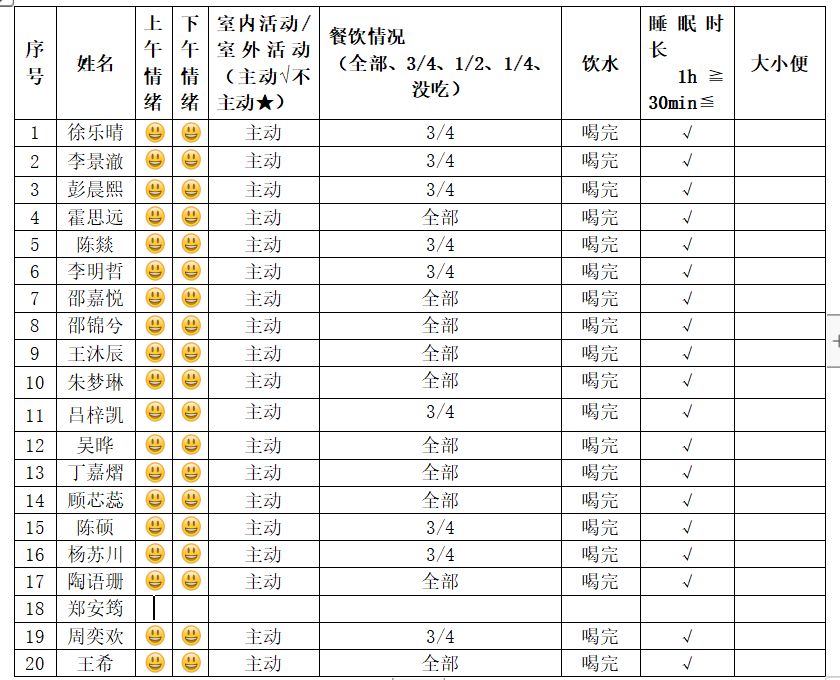 序号 姓名 上午情绪 下午情绪 室内活动/室外活动（主动√不主动★） 餐饮情况（全部、3/4、1/2、1/4、没吃） 饮水 睡眠时长 1h ≧ 30min≦ 大小便
1 徐乐晴 😃 😃 主动 3/4 喝完 √
2 李景澈 😃 😃 主动 3/4 喝完 √
3 彭晨熙 😃 😃 主动 3/4 喝完 √
4 霍思远 😃 😃 主动 全部 喝完 √
5 陈燚 😃 😃 主动 3/4 喝完 √
6 李明哲 😃 😃 主动 3/4 喝完 √
7 邵嘉悦 😃 😃 主动 全部 喝完 √
8 邵锦兮 😃 😃 主动 全部 喝完 √
9 王沐辰 😃 😃 主动 全部 喝完 √
10 朱梦琳 😃 😃 主动 全部 喝完 √
11 吕梓凯 😃 😃 主动 3/4 喝完 √
12 吴晔 😃 😃 主动 全部 喝完 √
13 丁嘉熠 😃 😃 主动 全部 喝完 √
14 顾芯蕊 😃 😃 主动 全部 喝完 √
15 陈硕 😃 😃 主动 3/4 喝完 √
16 杨苏川 😃 😃 主动 3/4 喝完 √
17 陶语珊 😃 😃 主动 全部 喝完 √
18 郑安筠
19 周奕欢 😃 😃 主动 3/4 喝完 √
20 王希 😃 😃 主动 全部 喝完 √